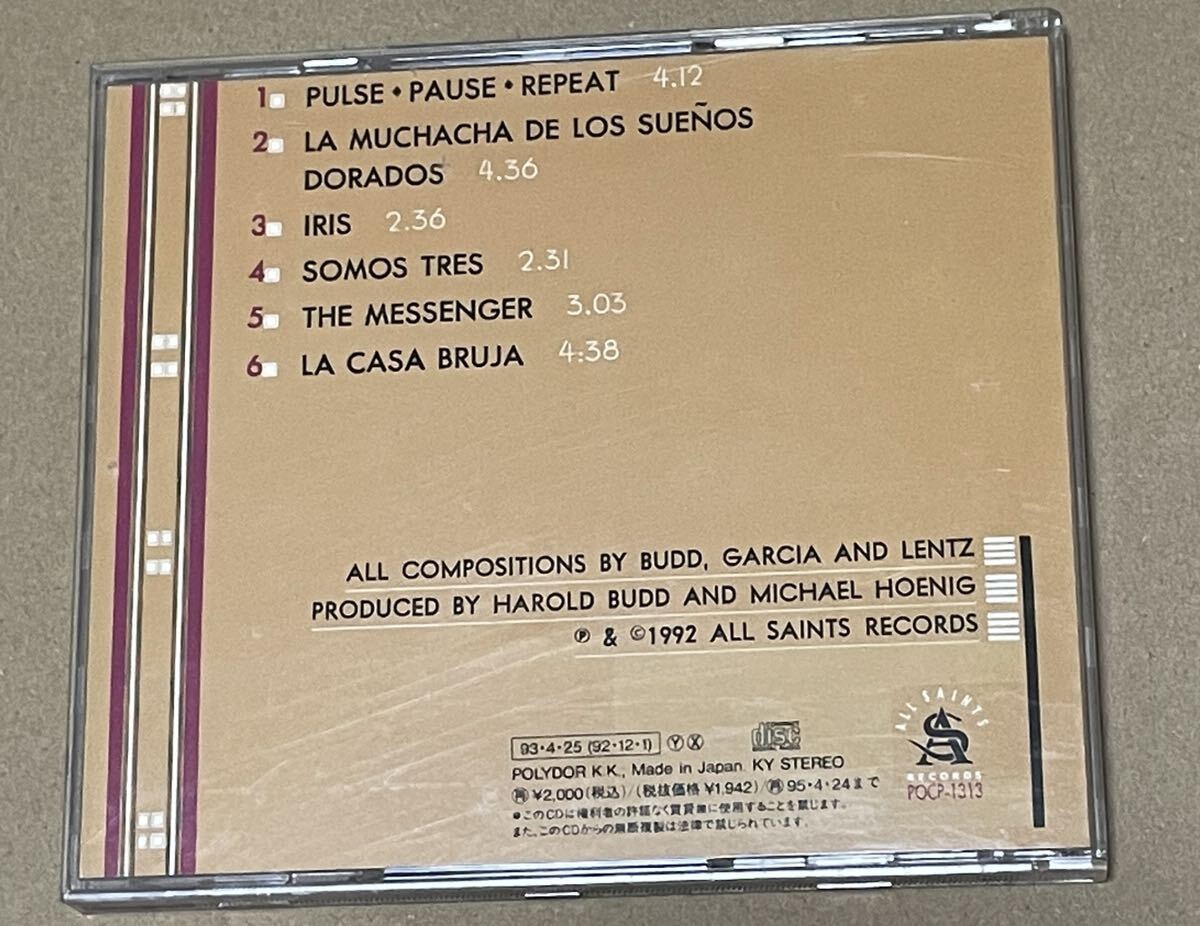 1 PULSE • PAUSE • REPEAT 4.12
2 LA MUCHACHA DE LOS SUEÑOS
DORADOS 4.36
3 IRIS 2.36
4 SOMOS TRES 2.31
5 THE MESSENGER 3.03
6 LA CASA BRUJA 4:38
ALL COMPOSITIONS BY BUDD, GARCIA AND LENTZ
PRODUCED BY HAROLD BUDD AND MICHAEL HOENIG
℗ & ©1992 ALL SAINTS RECORDS
ALL SAINTS
RECORDS
POCP-1313
93・4・25 (92・12・1) Ⓨ Ⓧ disc
POLYDOR K.K., Made in Japan. KY STEREO
㊢¥2,000(税込)/(税抜価格 ¥1,942)/㊢95・4・24まで
●このCDは権利者の許諾なく賃貸業に使用することを禁じます。
また、このCDからの無断複製は法律で禁じられています。